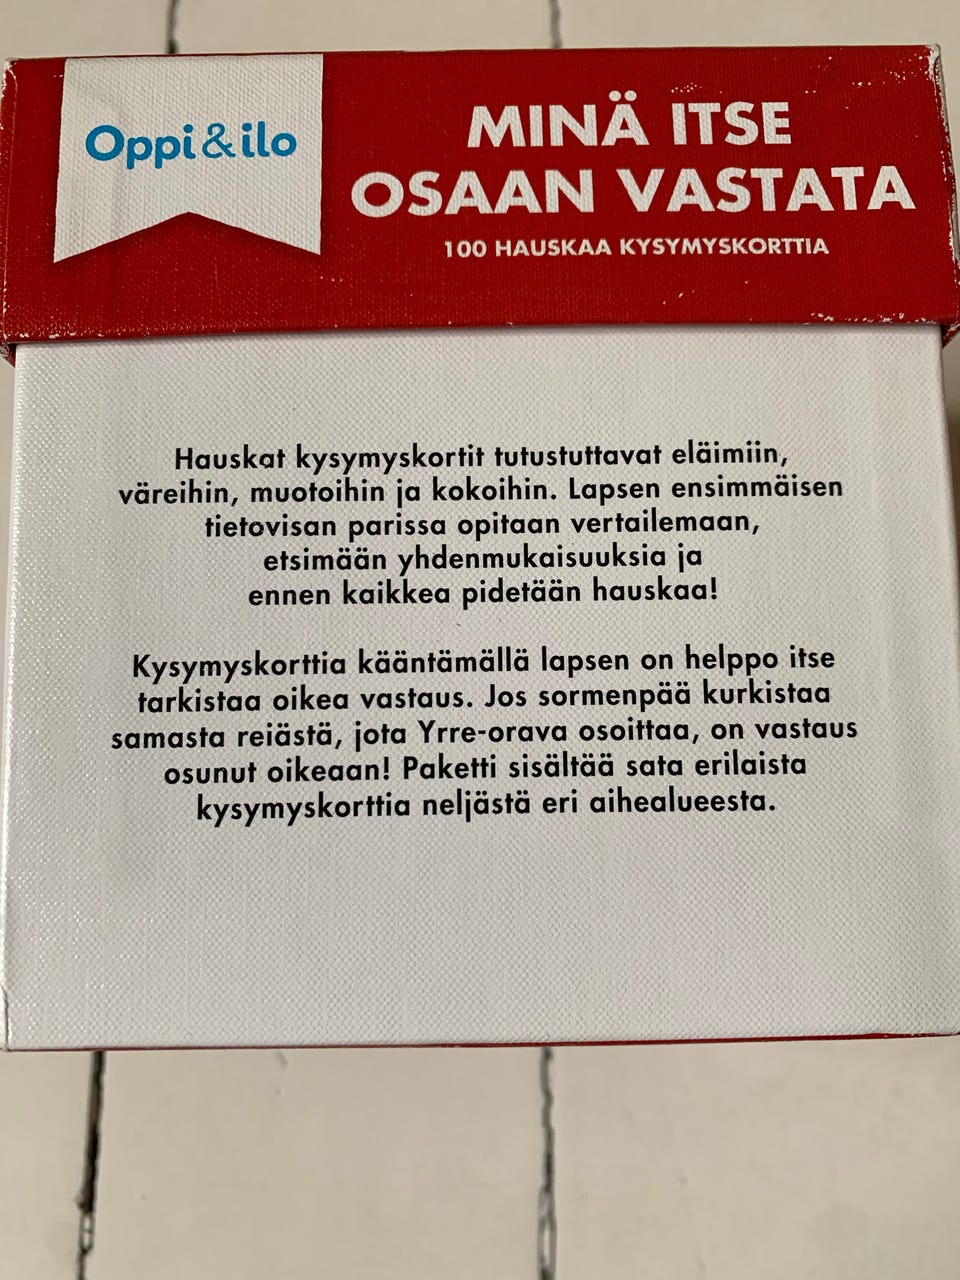 Oppi&ilo
MINÄ ITSE
OSAAN VASTATA
100 HAUSKAA KYSYMYSKORTTIA
Hauskat kysymyskortit tutustuttavat eläimiin,
väreihin, muotoihin ja kokoihin. Lapsen ensimmäisen
tietovisan parissa opitaan vertailemaan,
etsimään yhdenmukaisuuksia ja
ennen kaikkea pidetään hauskaa!
Kysymyskorttia kääntämällä lapsen on helppo itse
tarkistaa oikea vastaus. Jos sormenpää kurkistaa
samasta reiästä, jota Yrre-orava osoittaa, on vastaus
osunut oikeaan! Paketti sisältää sata erilaista
kysymyskorttia neljästä eri aihealueesta.